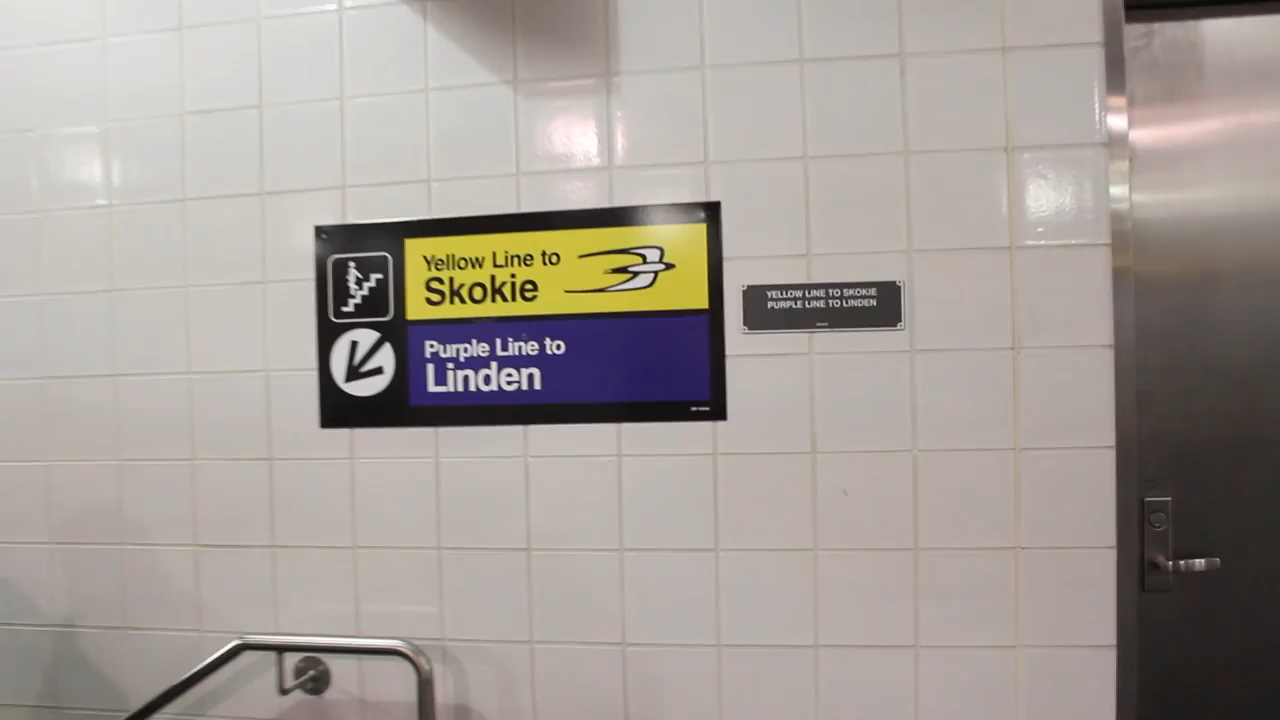 Yellow Line to
Skokie
Purple Line to
Linden
YELLOW LINE TO SKOKIE
PURPLE LINE TO LINDEN